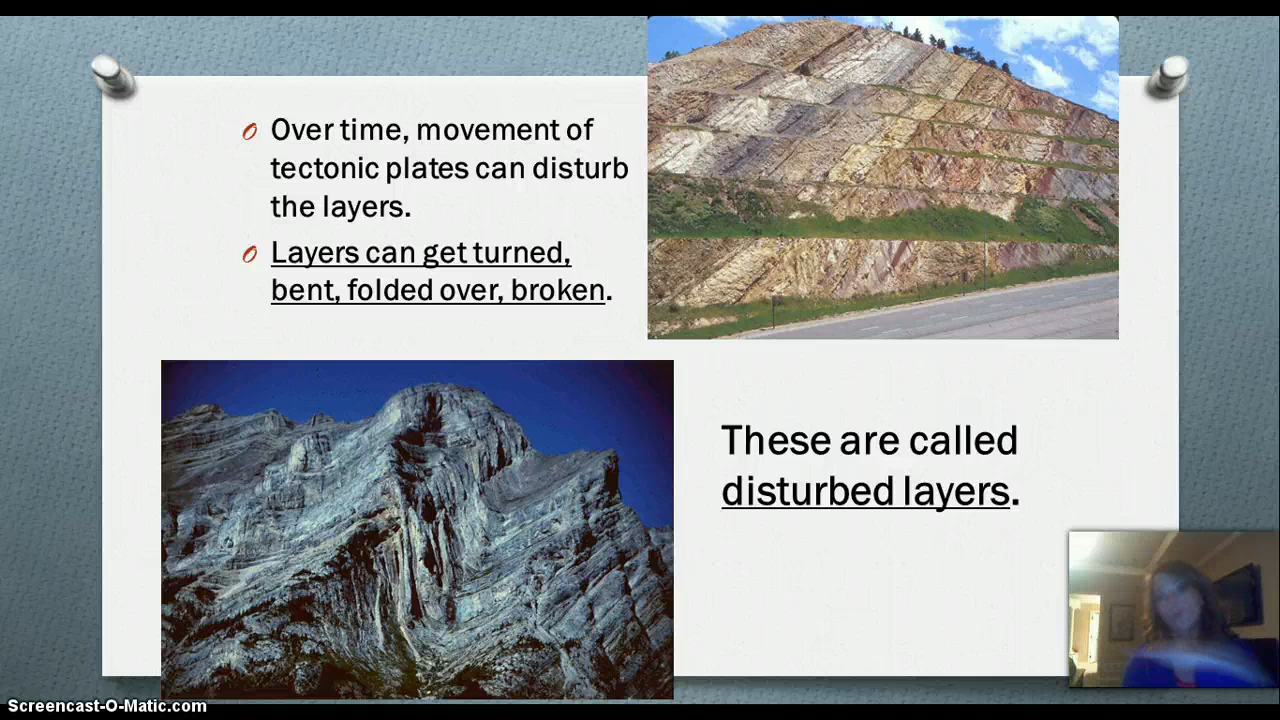 Over time, movement of
tectonic plates can disturb
the layers.
Layers can get turned,
bent, folded over, broken.
These are called
disturbed layers.
Screencast-O-Matic.com